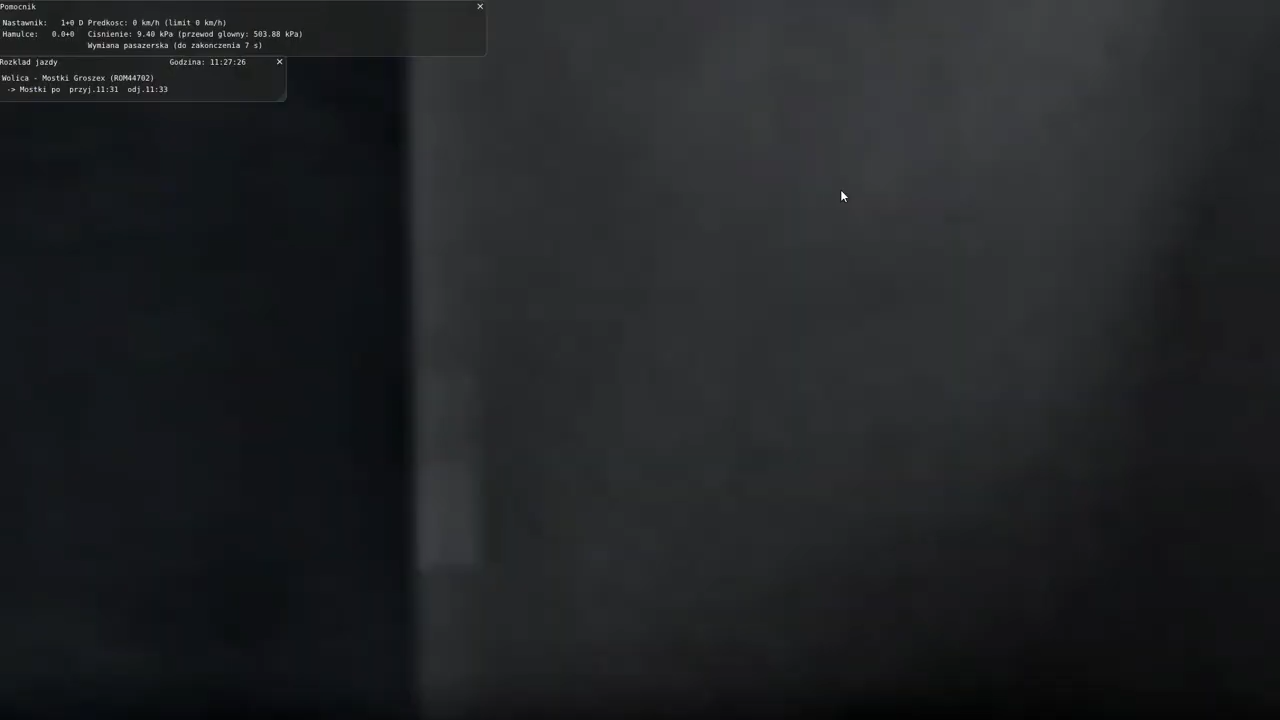 Pomocnik
Nastawnik: 1+0 D Predkosc: 0 km/h (limit 0 km/h)
Hamulce: 0.0+0 Cisnienie: 9.40 kPa (przewod glowny: 503.88 kPa)
Wymiana pasazerska (do zakonczenia 7 s)
Rozklad jazdy Godzina: 11:27:26
Wolica - Mostki Groszex (ROM44702)
-> Mostki po przyj.11:31 odj.11:33